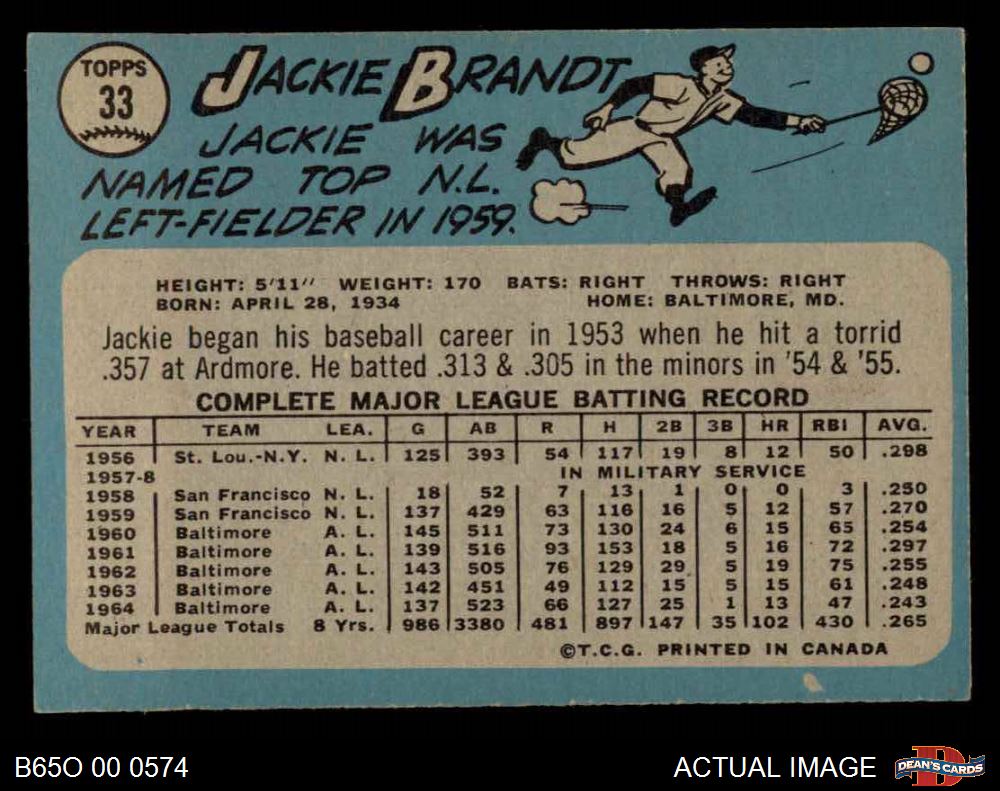 TOPPS
33
JACKIE BRANDT
JACKIE WAS
NAMED TOP N.L.
LEFT-FIELDER IN 1959.
HEIGHT: 5'11" WEIGHT: 170 BATS: RIGHT THROWS: RIGHT
BORN: APRIL 28, 1934 HOME: BALTIMORE, MD.
Jackie began his baseball career in 1953 when he hit a torrid
.357 at Ardmore. He batted .313 & .305 in the minors in '54 & '55.
COMPLETE MAJOR LEAGUE BATTING RECORD
YEAR TEAM LEA. G AB R H 2B 3B HR RBI AVG.
1956 St. Lou.-N.Y. N. L. 125 393 54 117 19 8 12 50 .298
1957-8 IN MILITARY SERVICE
1958 San Francisco N. L. 18 52 7 13 1 0 0 3 .250
1959 San Francisco N. L. 137 429 63 116 16 5 12 57 .270
1960 Baltimore A. L. 145 511 73 130 24 6 15 65 .254
1961 Baltimore A. L. 139 516 93 153 18 5 16 72 .297
1962 Baltimore A. L. 143 505 76 129 29 5 19 75 .255
1963 Baltimore A. L. 142 451 49 112 15 5 15 61 .248
1964 Baltimore A. L. 137 523 66 127 25 1 13 47 .243
Major League Totals 8 Yrs. 986 3380 481 897 147 35 102 430 .265
©T.C.G. PRINTED IN CANADA
B65O 00 0574 ACTUAL IMAGE DEAN'S CARDS